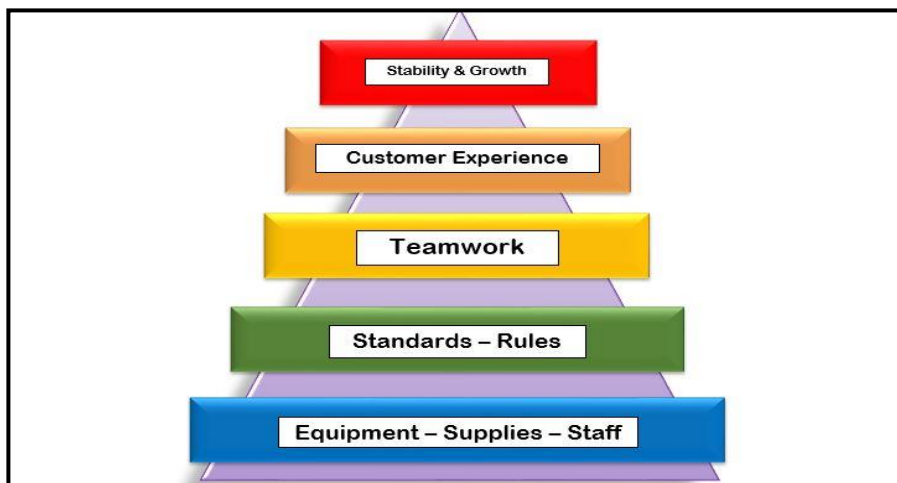 Stability & Growth
Customer Experience
Teamwork
Standards – Rules
Equipment – Supplies – Staff